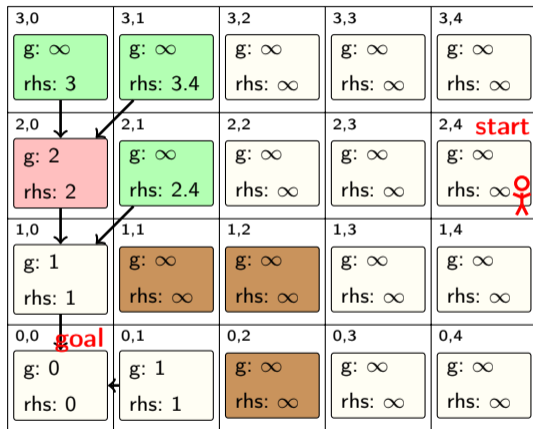 3,0 3,1 3,2 3,3 3,4
g: ∞ g: ∞ g: ∞ g: ∞ g: ∞
rhs: 3 rhs: 3.4 rhs: ∞ rhs: ∞ rhs: ∞
2,0 2,1 2,2 2,3 2,4 start
g: 2 g: ∞ g: ∞ g: ∞ g: ∞
rhs: 2 rhs: 2.4 rhs: ∞ rhs: ∞ rhs: ∞
1,0 1,1 1,2 1,3 1,4
g: 1 g: ∞ g: ∞ g: ∞ g: ∞
rhs: 1 rhs: ∞ rhs: ∞ rhs: ∞ rhs: ∞
0,0 goal 0,1 0,2 0,3 0,4
g: 0 g: 1 g: ∞ g: ∞ g: ∞
rhs: 0 rhs: 1 rhs: ∞ rhs: ∞ rhs: ∞